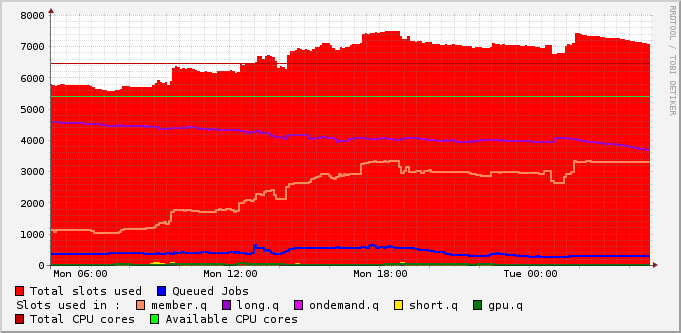 8000
7000
6000
5000
4000
3000
2000
1000
0
Mon 06:00 Mon 12:00 Mon 18:00 Tue 00:00
RRDTOOL / TOBI OETIKER
Total slots used Queued Jobs
Slots used in : member.q long.q ondemand.q short.q gpu.q
Total CPU cores Available CPU cores